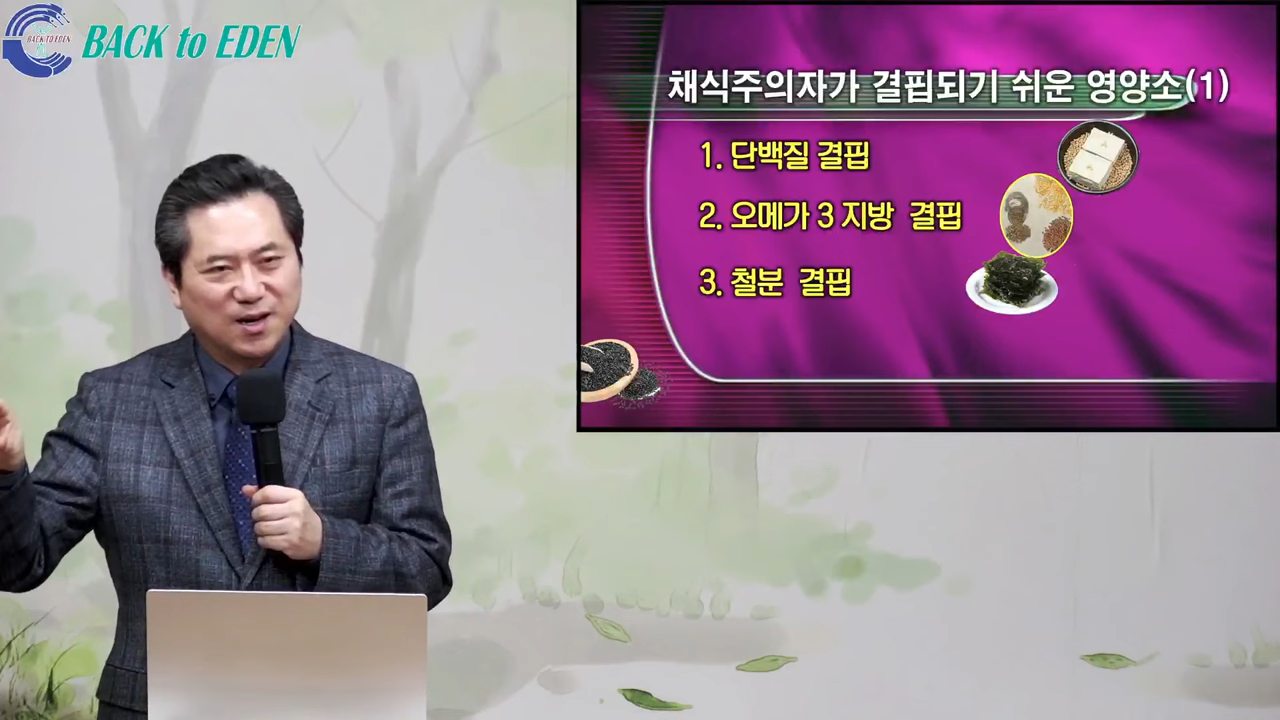 BACK TO EDEN
BACK to EDEN
채식주의자가 결핍되기 쉬운 영양소(1)
1. 단백질 결핍
2. 오메가 3 지방 결핍
3. 철분 결핍